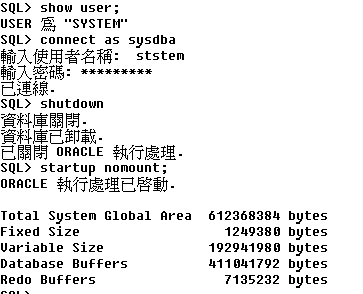 SQL> show user;
USER 為 "SYSTEM"
SQL> connect as sysdba
輸入使用者名稱:  ststem
輸入密碼: *********
已連線.
SQL> shutdown
資料庫關閉.
資料庫已卸載.
已關閉 ORACLE 執行處理.
SQL> startup nomount;
ORACLE 執行處理已啓動.
Total System Global Area  612368384 bytes
Fixed Size                  1249380 bytes
Variable Size             192941980 bytes
Database Buffers          411041792 bytes
Redo Buffers                7135232 bytes
SQL>